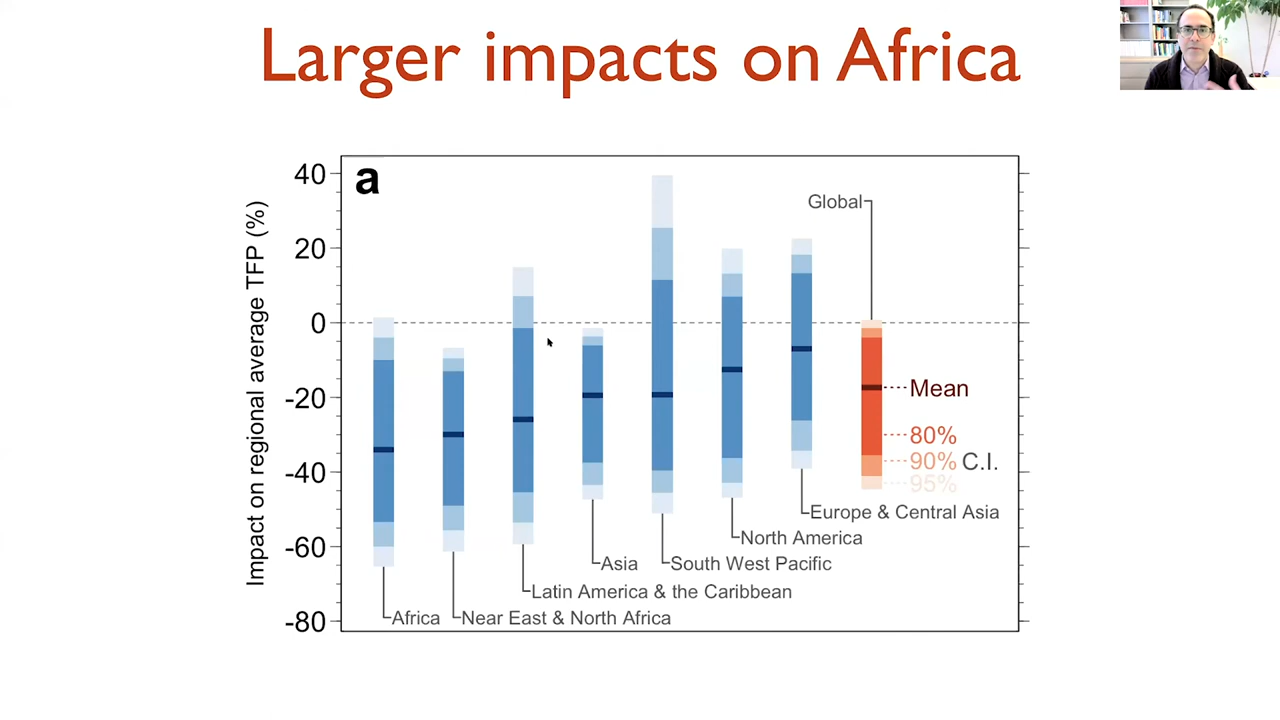 Larger impacts on Africa
a
Impact on regional average TFP (%)
40
20
0
-20
-40
-60
-80
Global
Mean
80%
90% C.I.
95%
Europe & Central Asia
North America
Asia
South West Pacific
Latin America & the Caribbean
Africa
Near East & North Africa